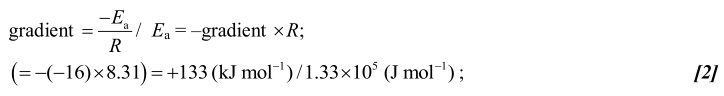 gradient = −Eₐ/R / Eₐ = –gradient × R;
(= −(−16) × 8.31) = +133 (kJ mol⁻¹) / 1.33×10⁵ (J mol⁻¹) ; [2]